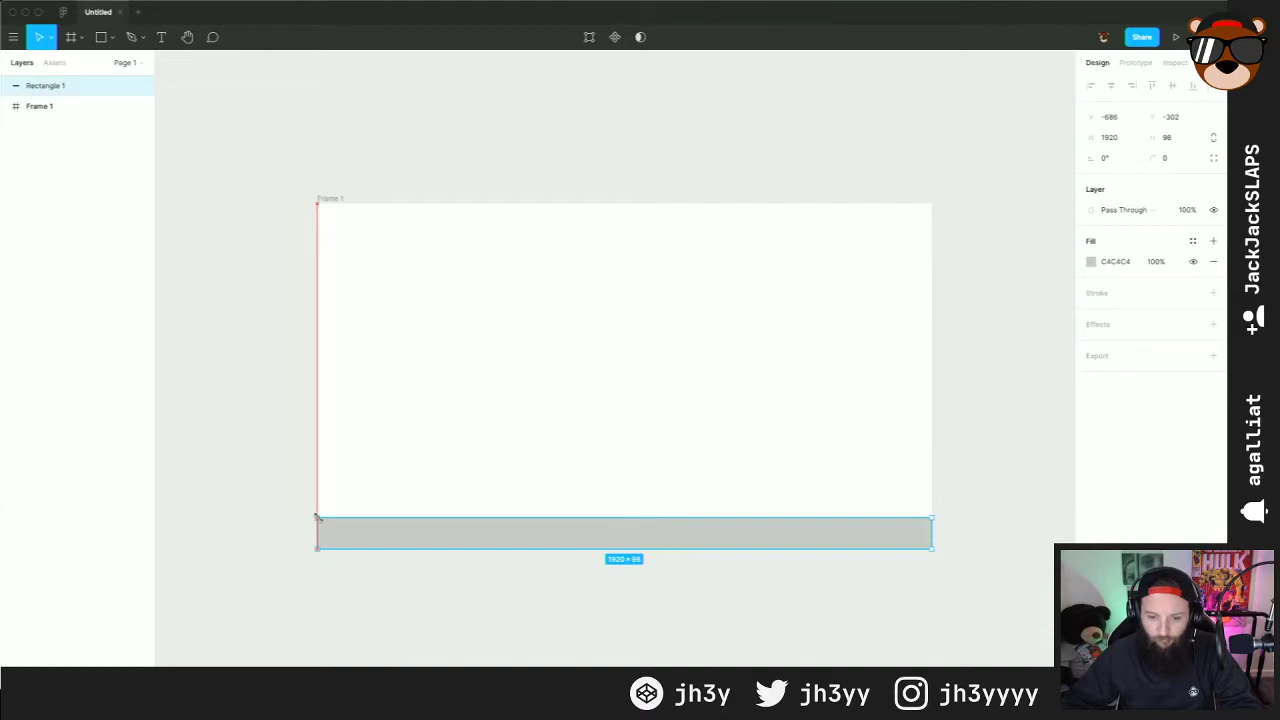 Untitled
Share
Layers
Assets
Page 1
Design
Prototype
Inspect
Rectangle 1
Frame 1
X -686
Y -302
W 1920
H 98
0°
0
Layer
Pass Through
100%
Fill
C4C4C4
100%
Stroke
Effects
Export
Frame 1
1920 × 98
JackJackSLAPS
agalliat
HULK
jh3y
jh3yy
jh3yyyy